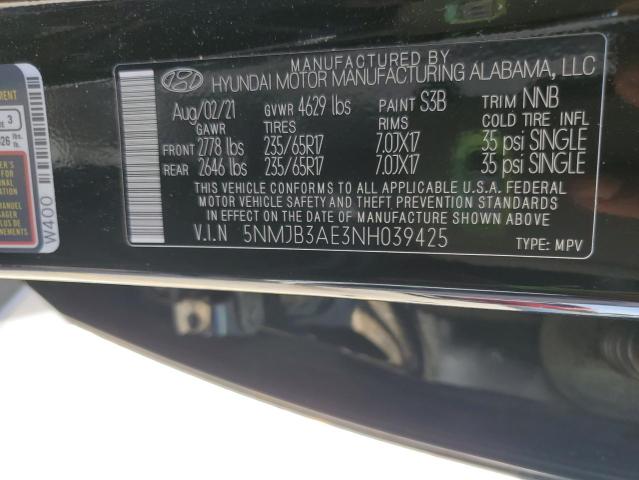 MANUFACTURED BY
HYUNDAI MOTOR MANUFACTURING ALABAMA, LLC
Aug/02/21 GVWR 4629 lbs PAINT S3B TRIM NNB
GAWR TIRES RIMS COLD TIRE INFL
FRONT 2778 lbs 235/65R17 7.0JX17 35 psi SINGLE
REAR 2646 lbs 235/65R17 7.0JX17 35 psi SINGLE
THIS VEHICLE CONFORMS TO ALL APPLICABLE U.S.A. FEDERAL
MOTOR VEHICLE SAFETY AND THEFT PREVENTION STANDARDS
IN EFFECT ON THE DATE OF MANUFACTURE SHOWN ABOVE
V.I.N 5NMJB3AE3NH039425 TYPE: MPV
3
lbs.
W400